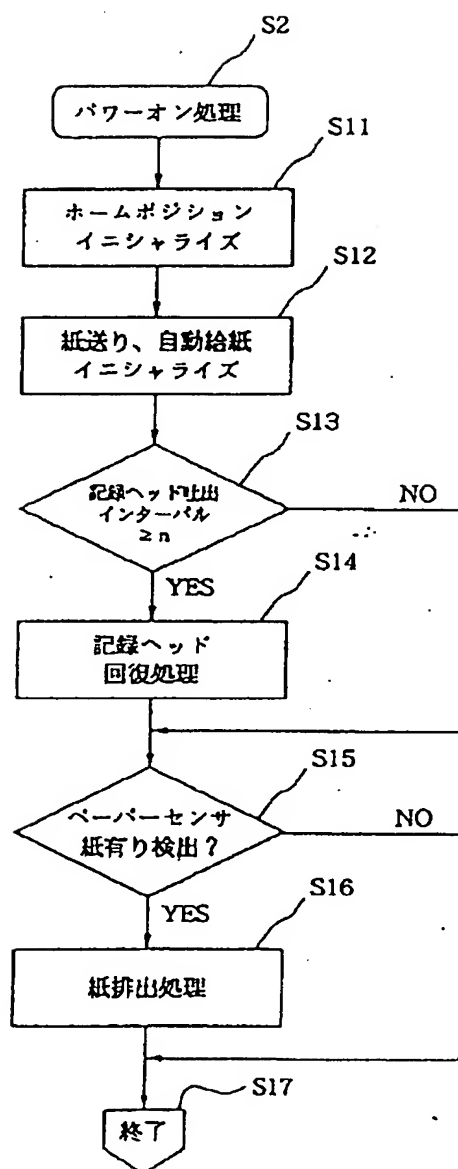 S2
パワーオン処理
S11
ホームポジション
イニシャライズ
S12
紙送り、自動給紙
イニシャライズ
S13
記録ヘッド吐出
インターバル
≥n
NO
YES
S14
記録ヘッド
回復処理
S15
ペーパーセンサ
紙有り検出?
NO
YES
S16
紙排出処理
S17
終了